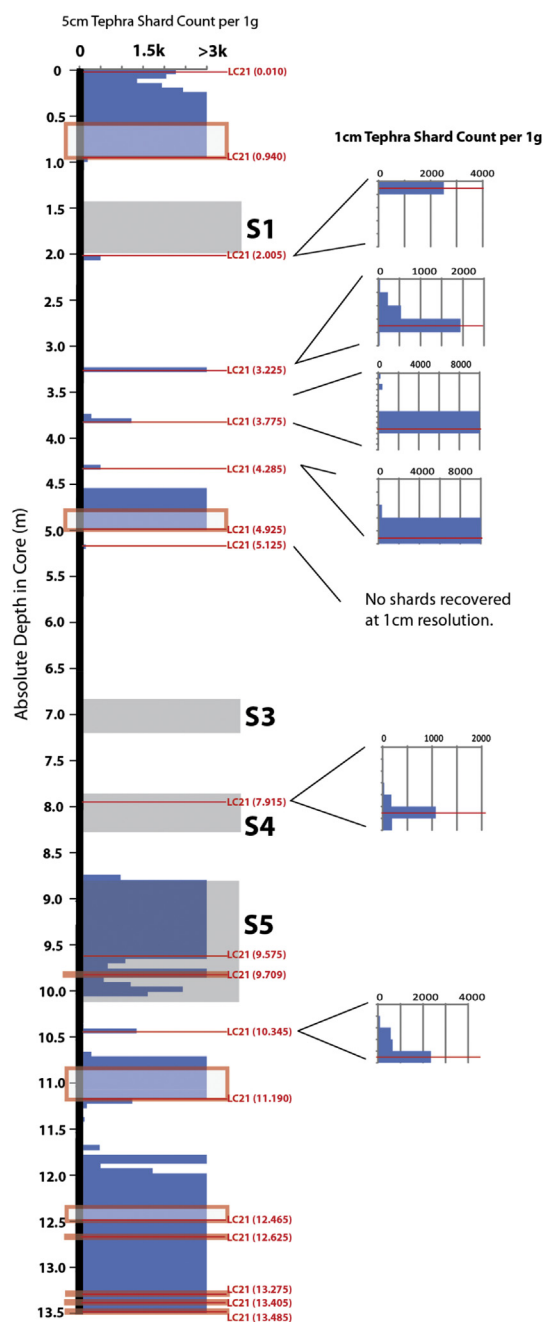 5cm Tephra Shard Count per 1g
0 1.5k >3k
0
LC21 (0.010)
0.5
1cm Tephra Shard Count per 1g
LC21 (0.940)
1.0
0 2000 4000
1.5
S1
2.0
LC21 (2.005)
0 1000 2000
2.5
3.0
LC21 (3.225)
0 4000 8000
3.5
LC21 (3.775)
4.0
LC21 (4.285)
0 4000 8000
4.5
LC21 (4.925)
5.0
LC21 (5.125)
5.5
No shards recovered
at 1cm resolution.
6.0
6.5
Absolute Depth in Core (m)
7.0
S3
0 1000 2000
7.5
LC21 (7.915)
8.0
S4
8.5
9.0
S5
9.5
LC21 (9.575)
LC21 (9.709)
10.0
0 2000 4000
LC21 (10.345)
10.5
11.0
LC21 (11.190)
11.5
12.0
12.5
LC21 (12.465)
LC21 (12.625)
13.0
LC21 (13.275)
LC21 (13.405)
13.5
LC21 (13.485)